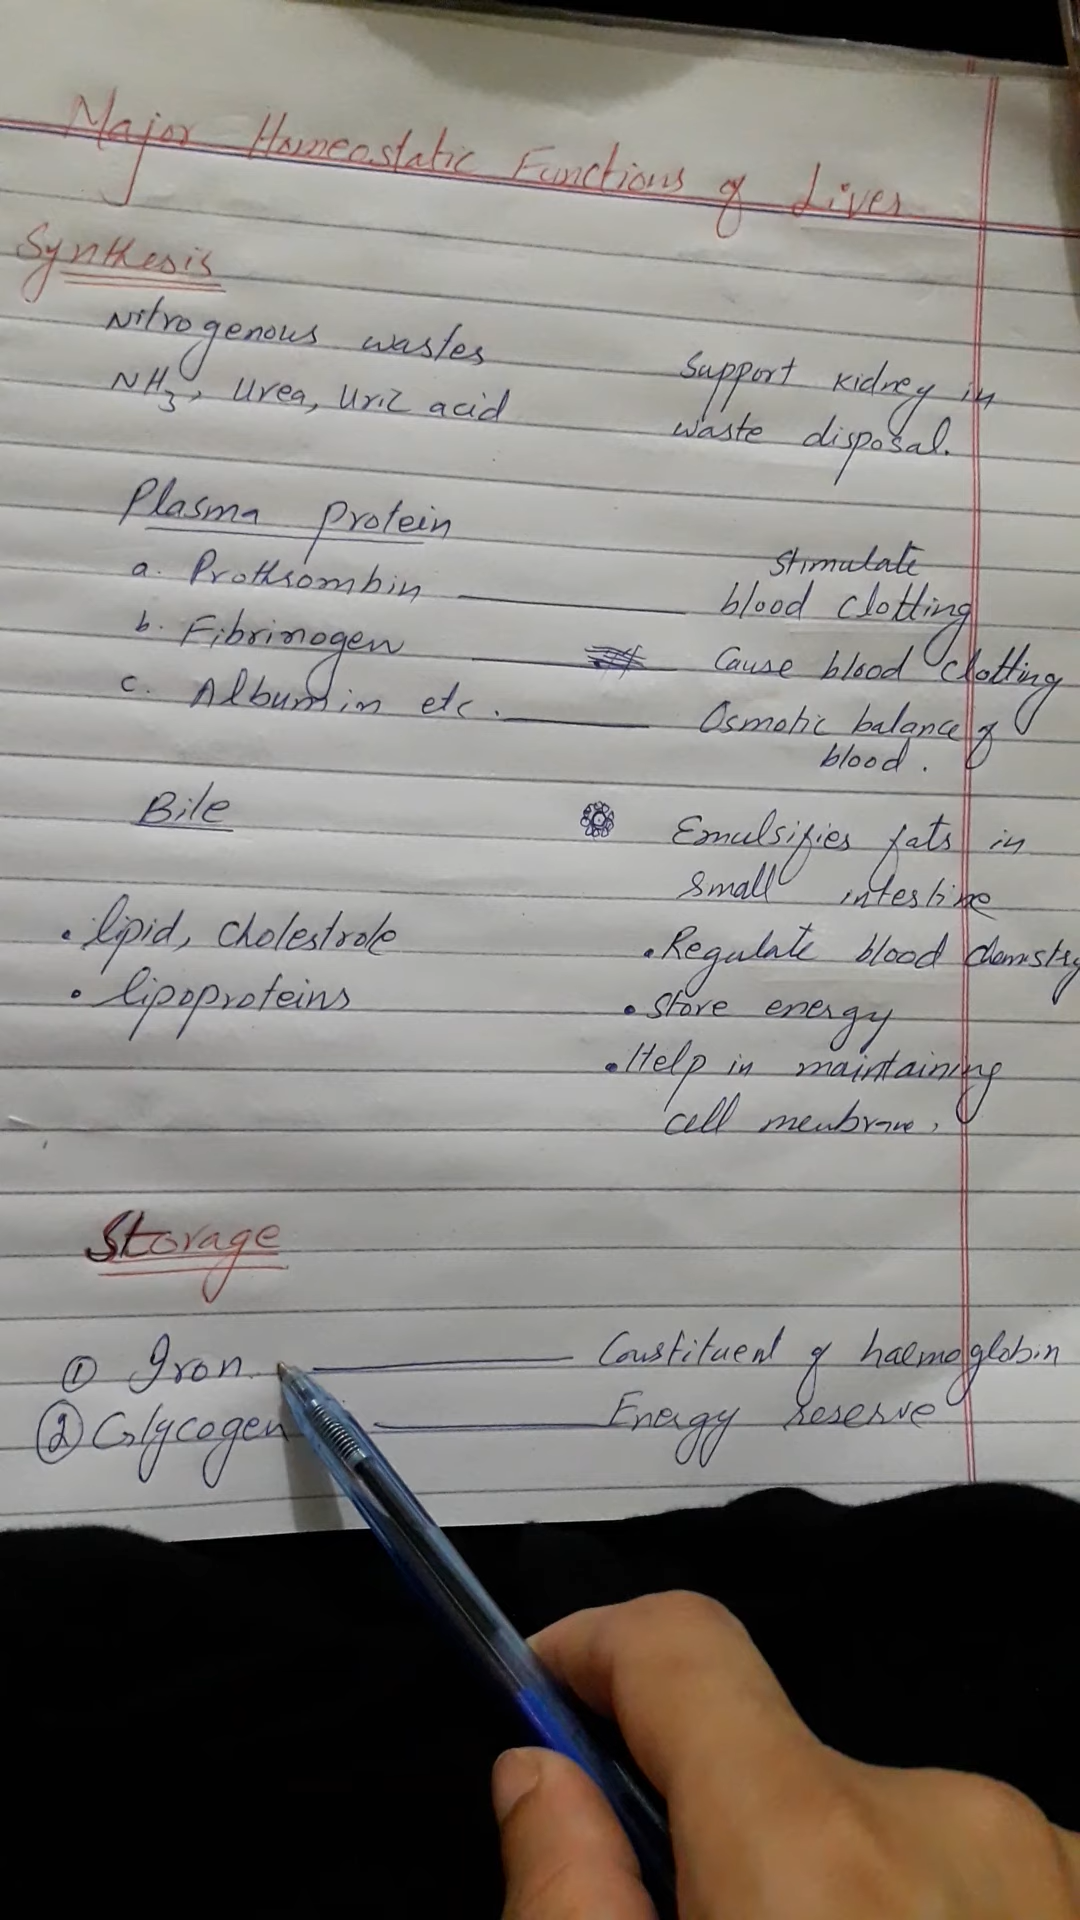 Major Homeostatic Functions of Liver
Synthesis
Nitrogenous wastes
NH3, Urea, Uric acid
Support kidney in
waste disposal.
Plasma protein
a. Prothrombin
stimulate
blood clotting
b. Fibrinogen
Cause blood clotting
c. Albumin etc.
Osmotic balance of
blood.
Bile
Emulsifies fats in
small intestine
• lipid, cholestrole
• lipoproteins
• Regulate blood chemistry
• Store energy
• Help in maintaining
cell menbrane.
Storage
① Iron
Constituent of haemoglobin
② Glycogen
Energy reserve